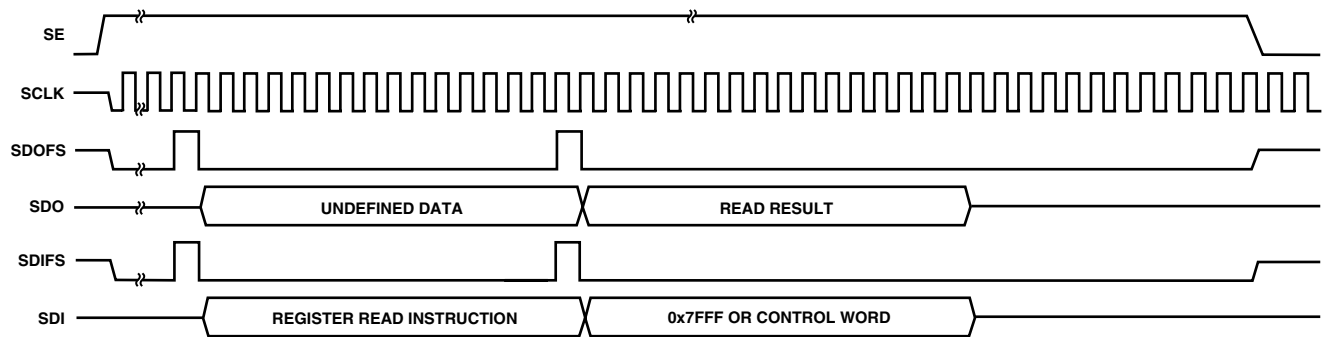 SE
SCLK
SDOFS
SDO
UNDEFINED DATA
READ RESULT
SDIFS
SDI
REGISTER READ INSTRUCTION
0x7FFF OR CONTROL WORD